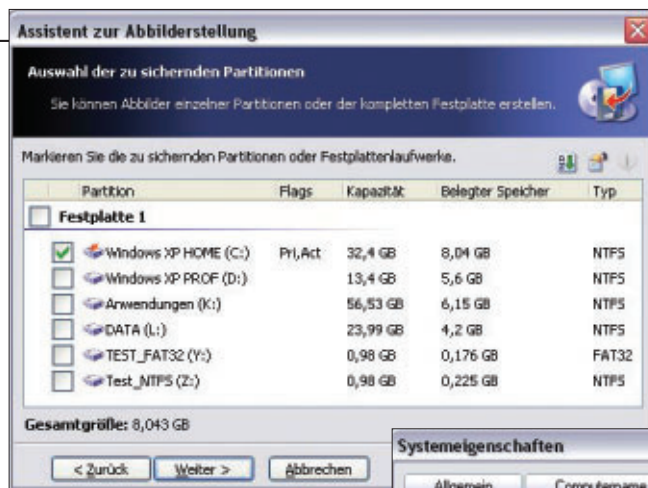 Assistent zur Abbilderstellung
Auswahl der zu sichernden Partitionen
Sie können Abbilder einzelner Partitionen oder der kompletten Festplatte erstellen.
Markieren Sie die zu sichernden Partitionen oder Festplattenlaufwerke.
Partition Flags Kapazität Belegter Speicher Typ
Festplatte 1
Windows XP HOME (C:) Pri,Act 32,4 GB 8,04 GB NTFS
Windows XP PROF (D:) 13,4 GB 5,6 GB NTFS
Anwendungen (K:) 56,53 GB 6,15 GB NTFS
DATA (L:) 23,99 GB 4,2 GB NTFS
TEST_FAT32 (Y:) 0,98 GB 0,176 GB FAT32
Test_NTFS (Z:) 0,98 GB 0,225 GB NTFS
Gesamtgröße: 8,043 GB
< Zurück Weiter > Abbrechen
Systemeigenschaften
Allgemein Computername